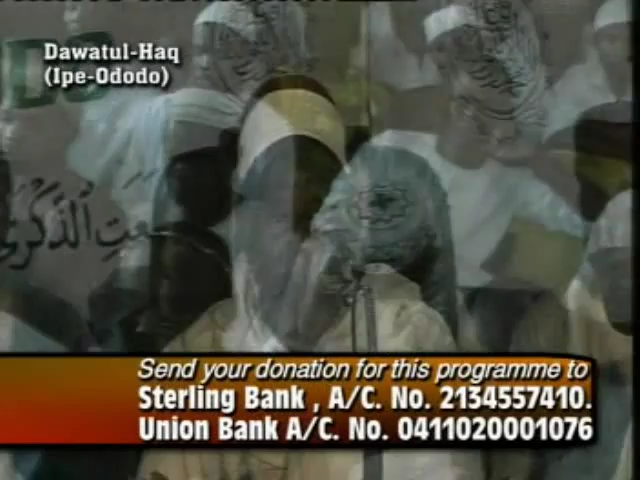 Dawatul-Haq
(Ipe-Ododo)
الذكرى
Send your donation for this programme to
Sterling Bank , A/C. No. 2134557410.
Union Bank A/C. No. 0411020001076